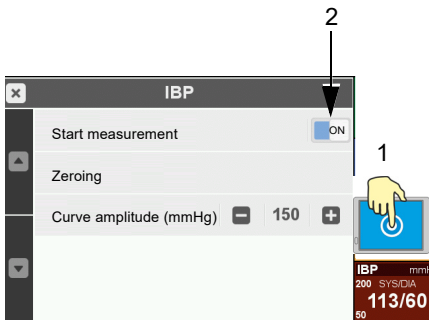 2
IBP
Start measurement
ON
1
Zeroing
Curve amplitude (mmHg)
150
IBP
200 SYS/DIA
113/60
50